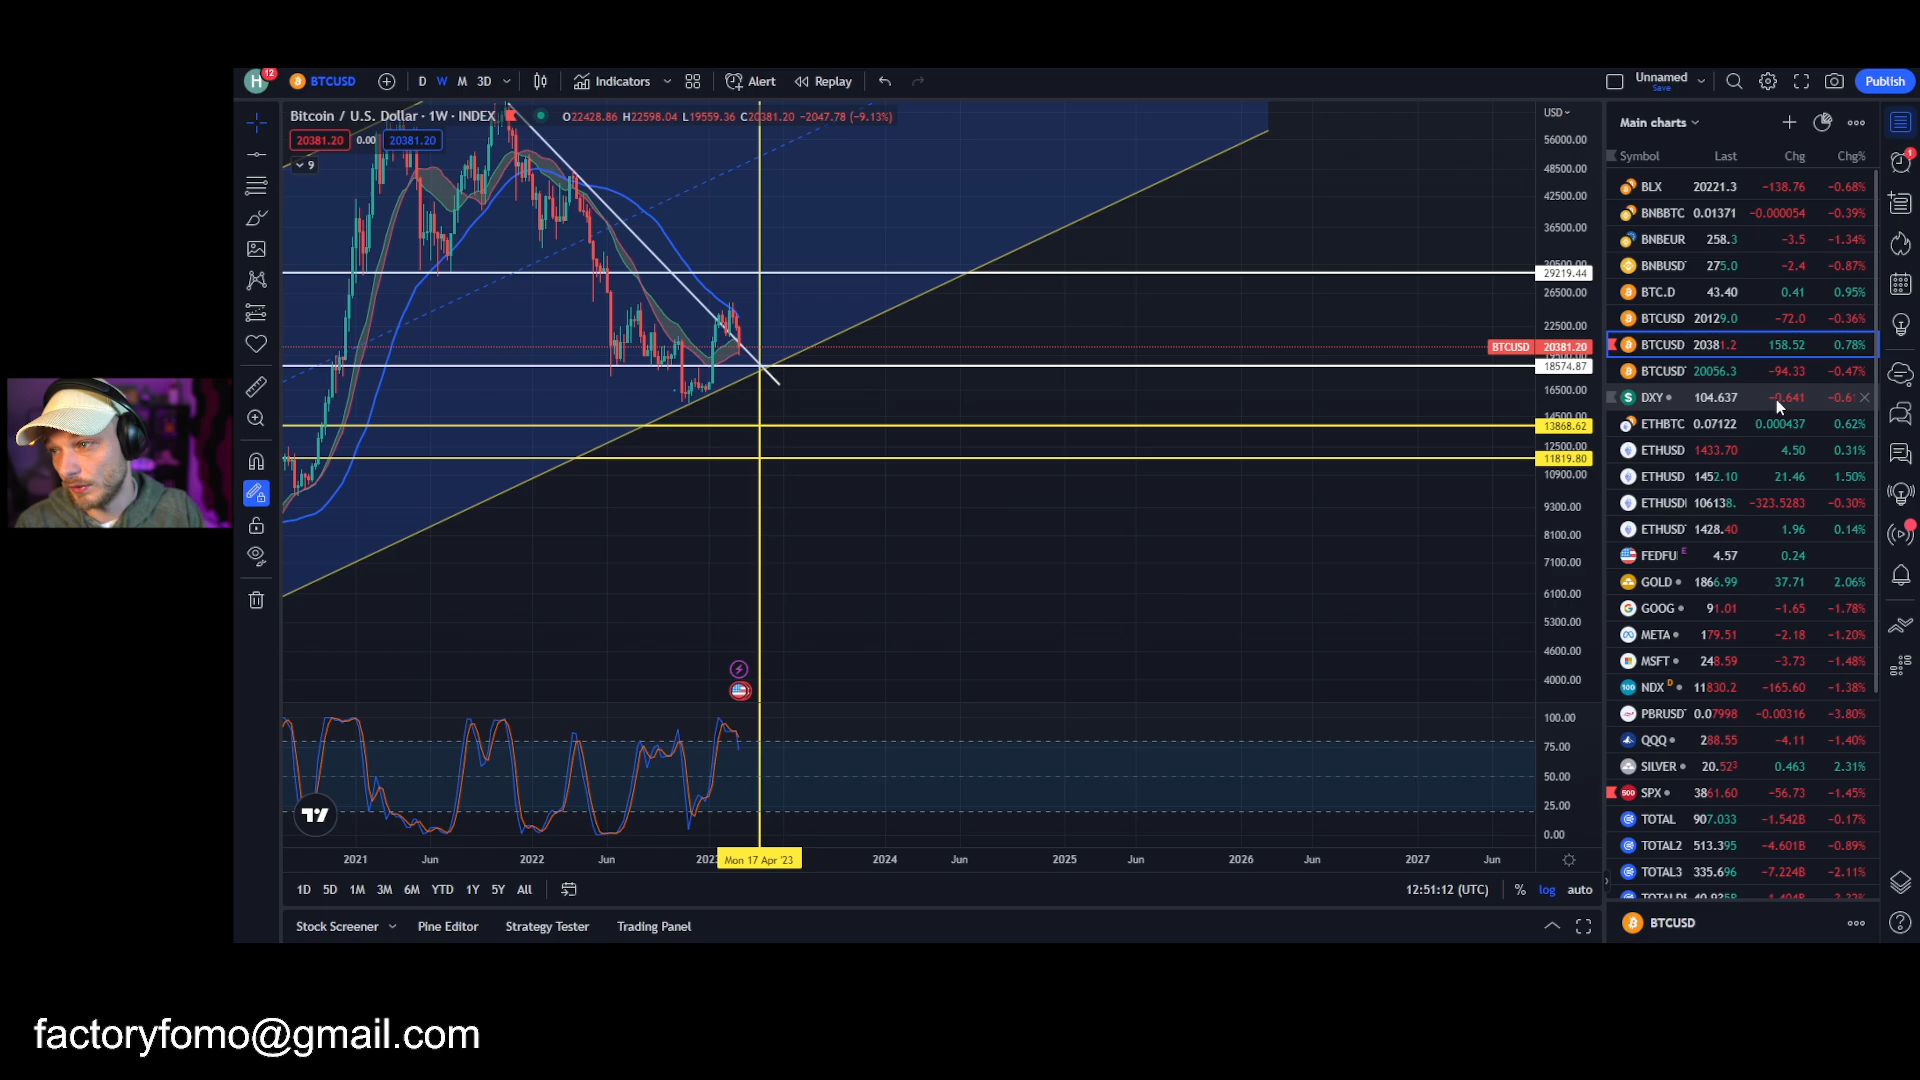 H
12
BTCUSD
D W M 3D
Indicators
Alert
Replay
Unnamed
Save
Publish
Bitcoin / U.S. Dollar · 1W · INDEX
O22428.86 H22598.04 L19559.36 C20381.20 −2047.78 (−9.13%)
20381.20 0.00 20381.20
9
USD
56000.00
48500.00
42500.00
36500.00
30500.00
29219.44
26500.00
22500.00
BTCUSD 20381.20
18574.87
16500.00
14500.00
13868.62
12500.00
11819.80
10900.00
9300.00
8100.00
7100.00
6100.00
5300.00
4600.00
4000.00
100.00
75.00
50.00
25.00
0.00
2021 Jun 2022 Jun Mon 17 Apr '23 2024 Jun 2025 Jun 2026 Jun 2027 Jun
1D 5D 1M 3M 6M YTD 1Y 5Y All
12:51:12 (UTC) % log auto
Stock Screener Pine Editor Strategy Tester Trading Panel
Main charts
Symbol Last Chg Chg%
BLX 20221.3 −138.76 −0.68%
BNBBTC 0.01371 −0.000054 −0.39%
BNBEUR 258.3 −3.5 −1.34%
BNBUSD 275.0 −2.4 −0.87%
BTC.D 43.40 0.41 0.95%
BTCUSD 20129.0 −72.0 −0.36%
BTCUSD 20381.2 158.52 0.78%
BTCUSD 20056.3 −94.33 −0.47%
DXY 104.637 −0.641 −0.61
ETHBTC 0.07122 0.000437 0.62%
ETHUSD 1433.70 4.50 0.31%
ETHUSD 1452.10 21.46 1.50%
ETHUSD 106138. −323.5283 −0.30%
ETHUSD 1428.40 1.96 0.14%
FEDFU E 4.57 0.24
GOLD 1866.99 37.71 2.06%
GOOG 91.01 −1.65 −1.78%
META 179.51 −2.18 −1.20%
MSFT 248.59 −3.73 −1.48%
100 NDX D 11830.2 −165.60 −1.38%
PBRUSD 0.07998 −0.00316 −3.80%
QQQ 288.55 −4.11 −1.40%
SILVER 20.523 0.463 2.31%
500 SPX 3861.60 −56.73 −1.45%
TOTAL 907.033 −1.542B −0.17%
TOTAL2 513.395 −4.601B −0.89%
TOTAL3 335.696 −7.224B −2.11%
BTCUSD
factoryfomo@gmail.com